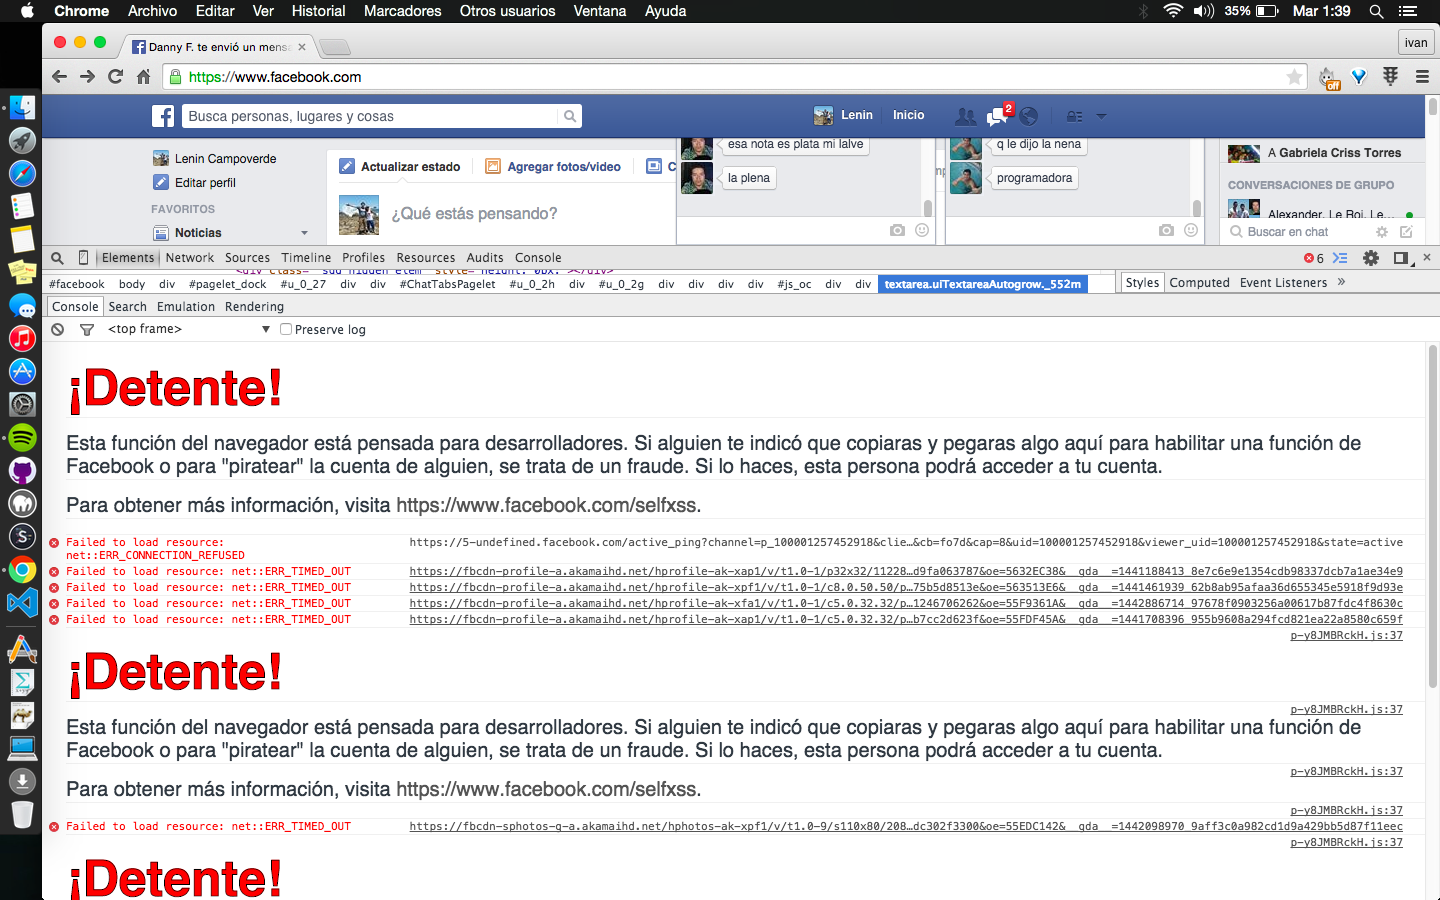 Chrome Archivo Editar Ver Historial Marcadores Otros usuarios Ventana Ayuda 35% Mar 1:39
Danny F. te envió un mens
ivan
https://www.facebook.com
off
Busca personas, lugares y cosas
Lenin Inicio 2
Lenin Campoverde
Editar perfil
FAVORITOS
Noticias
Actualizar estado Agregar fotos/video C
¿Qué estás pensando?
esa nota es plata mi lalve
la plena
q le dijo la nena
programadora
A Gabriela Criss Torres
CONVERSACIONES DE GRUPO
Alexander, Le Roi, Le...
Buscar en chat
Elements Network Sources Timeline Profiles Resources Audits Console 6
#facebook body div #pagelet_dock div #u_0_27 div div #ChatTabsPagelet #u_0_2h div #u_0_2g div div div div #js_oc div div textarea.uiTextareaAutogrow._552m
Styles Computed Event Listeners »
Console Search Emulation Rendering
<top frame> Preserve log
¡Detente!
Esta función del navegador está pensada para desarrolladores. Si alguien te indicó que copiaras y pegaras algo aquí para habilitar una función de
Facebook o para "piratear" la cuenta de alguien, se trata de un fraude. Si lo haces, esta persona podrá acceder a tu cuenta.
Para obtener más información, visita https://www.facebook.com/selfxss.
Failed to load resource: https://5-undefined.facebook.com/active_ping?channel=p_100001257452918&clie…&cb=fo7d&cap=8&uid=100001257452918&viewer_uid=100001257452918&state=active
net::ERR_CONNECTION_REFUSED
Failed to load resource: net::ERR_TIMED_OUT https://fbcdn-profile-a.akamaihd.net/hprofile-ak-xap1/v/t1.0-1/p32x32/11228…d9fa063787&oe=5632EC38&__gda__=1441188413_8e7c6e9e1354cdb98337dcb7a1ae34e9
Failed to load resource: net::ERR_TIMED_OUT https://fbcdn-profile-a.akamaihd.net/hprofile-ak-xpf1/v/t1.0-1/c8.0.50.50/p…75b5d8513e&oe=563513E6&__gda__=1441461939_62b8ab95afaa36d655345e5918f9d93e
Failed to load resource: net::ERR_TIMED_OUT https://fbcdn-profile-a.akamaihd.net/hprofile-ak-xfa1/v/t1.0-1/c5.0.32.32/p…1246706262&oe=55F9361A&__gda__=1442886714_97678f0903256a00617b87fdc4f8630c
Failed to load resource: net::ERR_TIMED_OUT https://fbcdn-profile-a.akamaihd.net/hprofile-ak-xap1/v/t1.0-1/c5.0.32.32/p…b7cc2d623f&oe=55FDF45A&__gda__=1441708396_955b9608a294fcd821ea22a8580c659f
p-y8JMBRckH.js:37
¡Detente!
p-y8JMBRckH.js:37
Esta función del navegador está pensada para desarrolladores. Si alguien te indicó que copiaras y pegaras algo aquí para habilitar una función de
Facebook o para "piratear" la cuenta de alguien, se trata de un fraude. Si lo haces, esta persona podrá acceder a tu cuenta.
p-y8JMBRckH.js:37
Para obtener más información, visita https://www.facebook.com/selfxss.
p-y8JMBRckH.js:37
Failed to load resource: net::ERR_TIMED_OUT https://fbcdn-sphotos-g-a.akamaihd.net/hphotos-ak-xpf1/v/t1.0-9/s110x80/208…dc302f3300&oe=55EDC142&__gda__=1442098970_9aff3c0a982cd1d9a429bb5d87f11eec
p-y8JMBRckH.js:37
¡Detente!